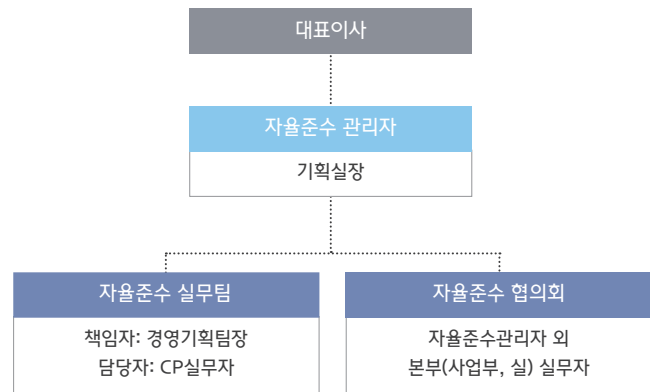 대표이사
자율준수 관리자
기획실장
자율준수 실무팀
책임자: 경영기획팀장
담당자: CP실무자
자율준수 협의회
자율준수관리자 외
본부(사업부, 실) 실무자